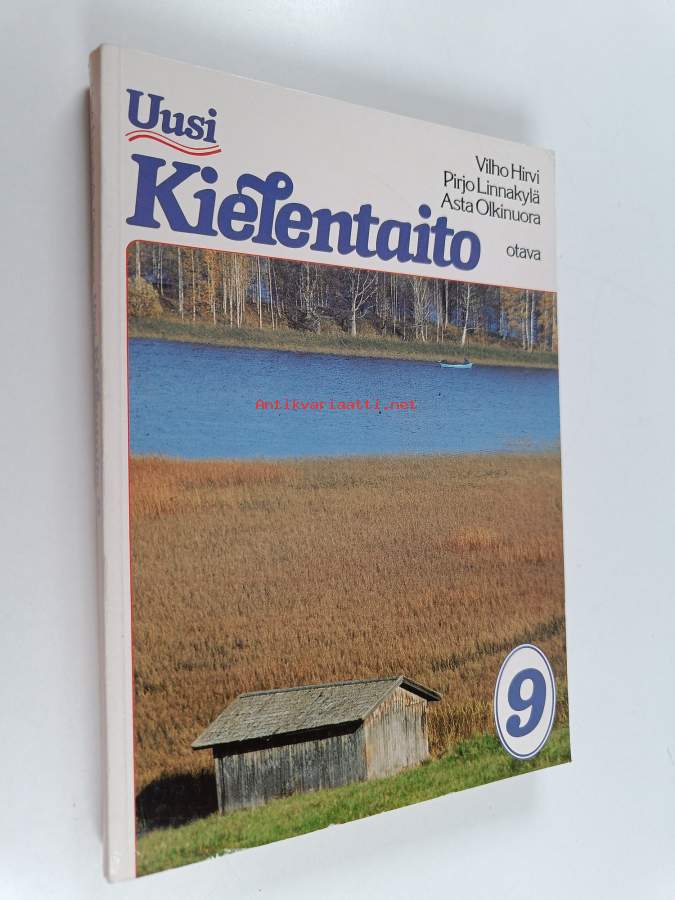 Uusi
Kielentaito
Vilho Hirvi
Pirjo Linnakylä
Asta Olkinuora
otava
Antikvariaatti.net
9